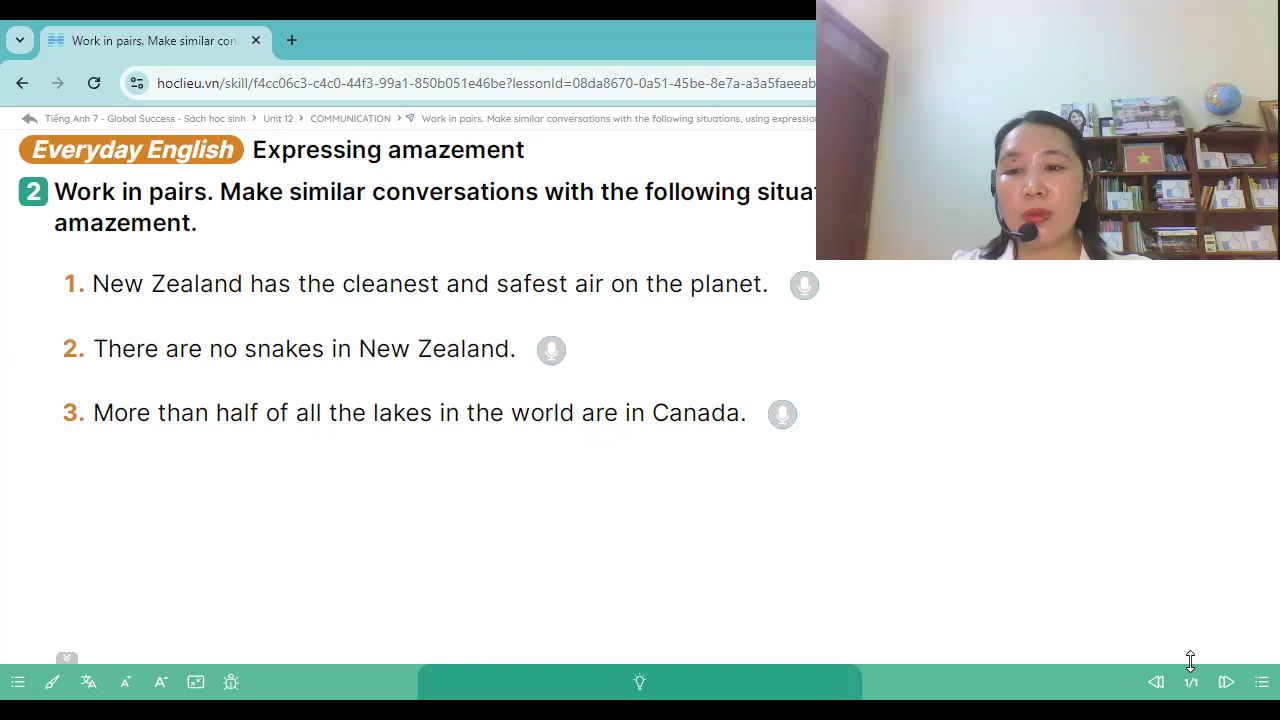 Work in pairs. Make similar con
hoclieu.vn/skill/f4cc06c3-c4c0-44f3-99a1-850b051e46be?lessonId=08da8670-0a51-45be-8e7a-a3a5faeeab
Tiếng Anh 7 - Global Success - Sách học sinh > Unit 12 > COMMUNICATION > Work in pairs. Make similar conversations with the following situations, using expression
Everyday English Expressing amazement
2 Work in pairs. Make similar conversations with the following situa
amazement.
1. New Zealand has the cleanest and safest air on the planet.
2. There are no snakes in New Zealand.
3. More than half of all the lakes in the world are in Canada.
1/1